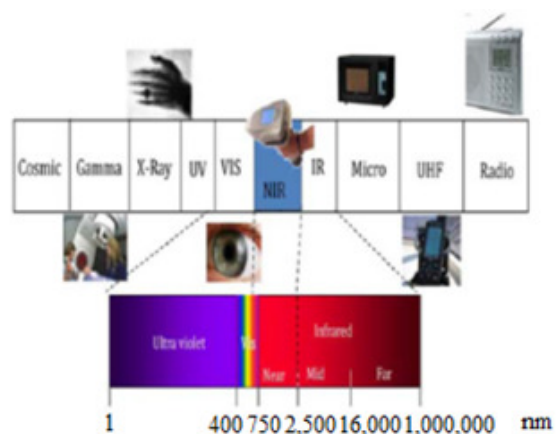 Cosmic Gamma X-Ray UV VIS NIR IR Micro UHF Radio
Ultra violet Vis Infrared
Near Mid Far
1 400 750 2,500 16,000 1,000,000 nm